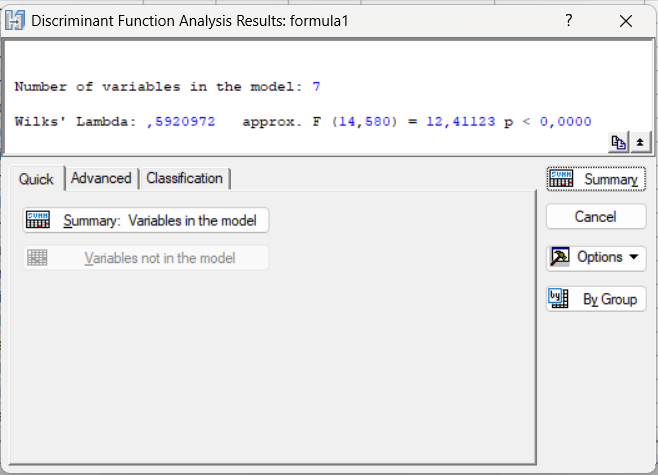 Discriminant Function Analysis Results: formula1
?
Number of variables in the model: 7
Wilks' Lambda: ,5920972 approx. F (14,580) = 12,41123 p < 0,0000
Quick Advanced Classification
Summary: Variables in the model
Variables not in the model
Summary
Cancel
Options
By Group